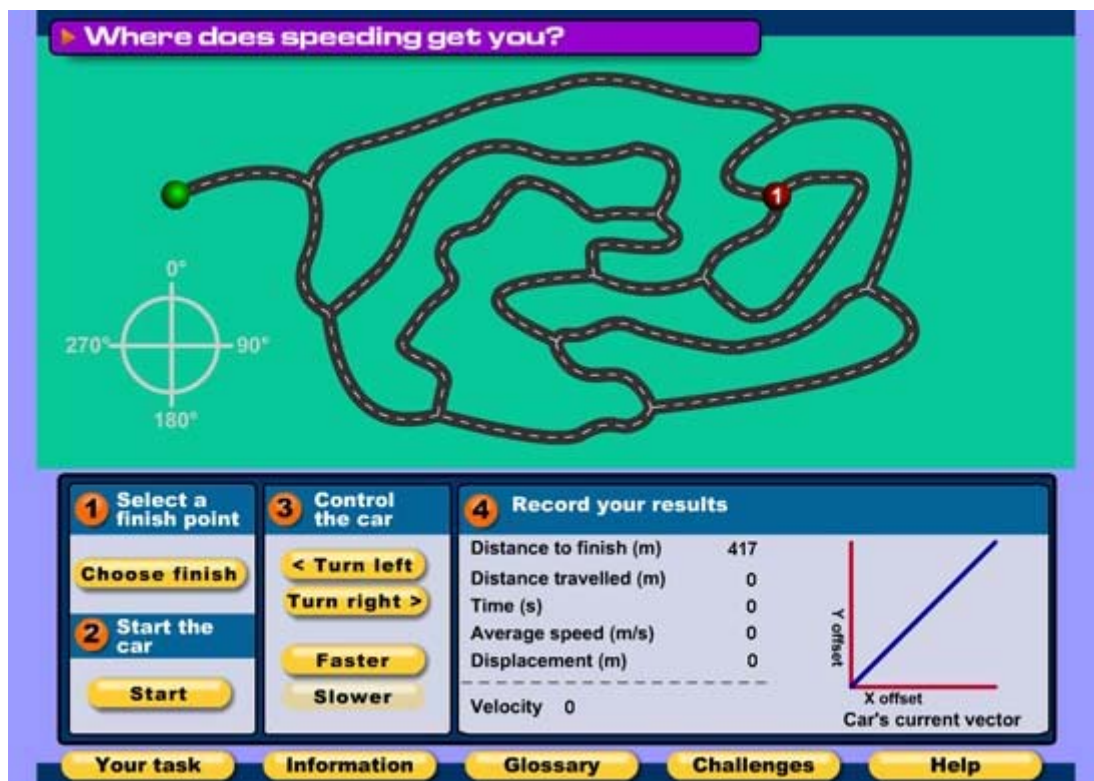 Where does speeding get you?
1
0°
270°
90°
180°
1 Select a
finish point
Choose finish
2 Start the
car
Start
3 Control
the car
< Turn left
Turn right >
Faster
Slower
4 Record your results
Distance to finish (m) 417
Distance travelled (m) 0
Time (s) 0
Average speed (m/s) 0
Displacement (m) 0
Velocity 0
Y offset
X offset
Car's current vector
Your task
Information
Glossary
Challenges
Help